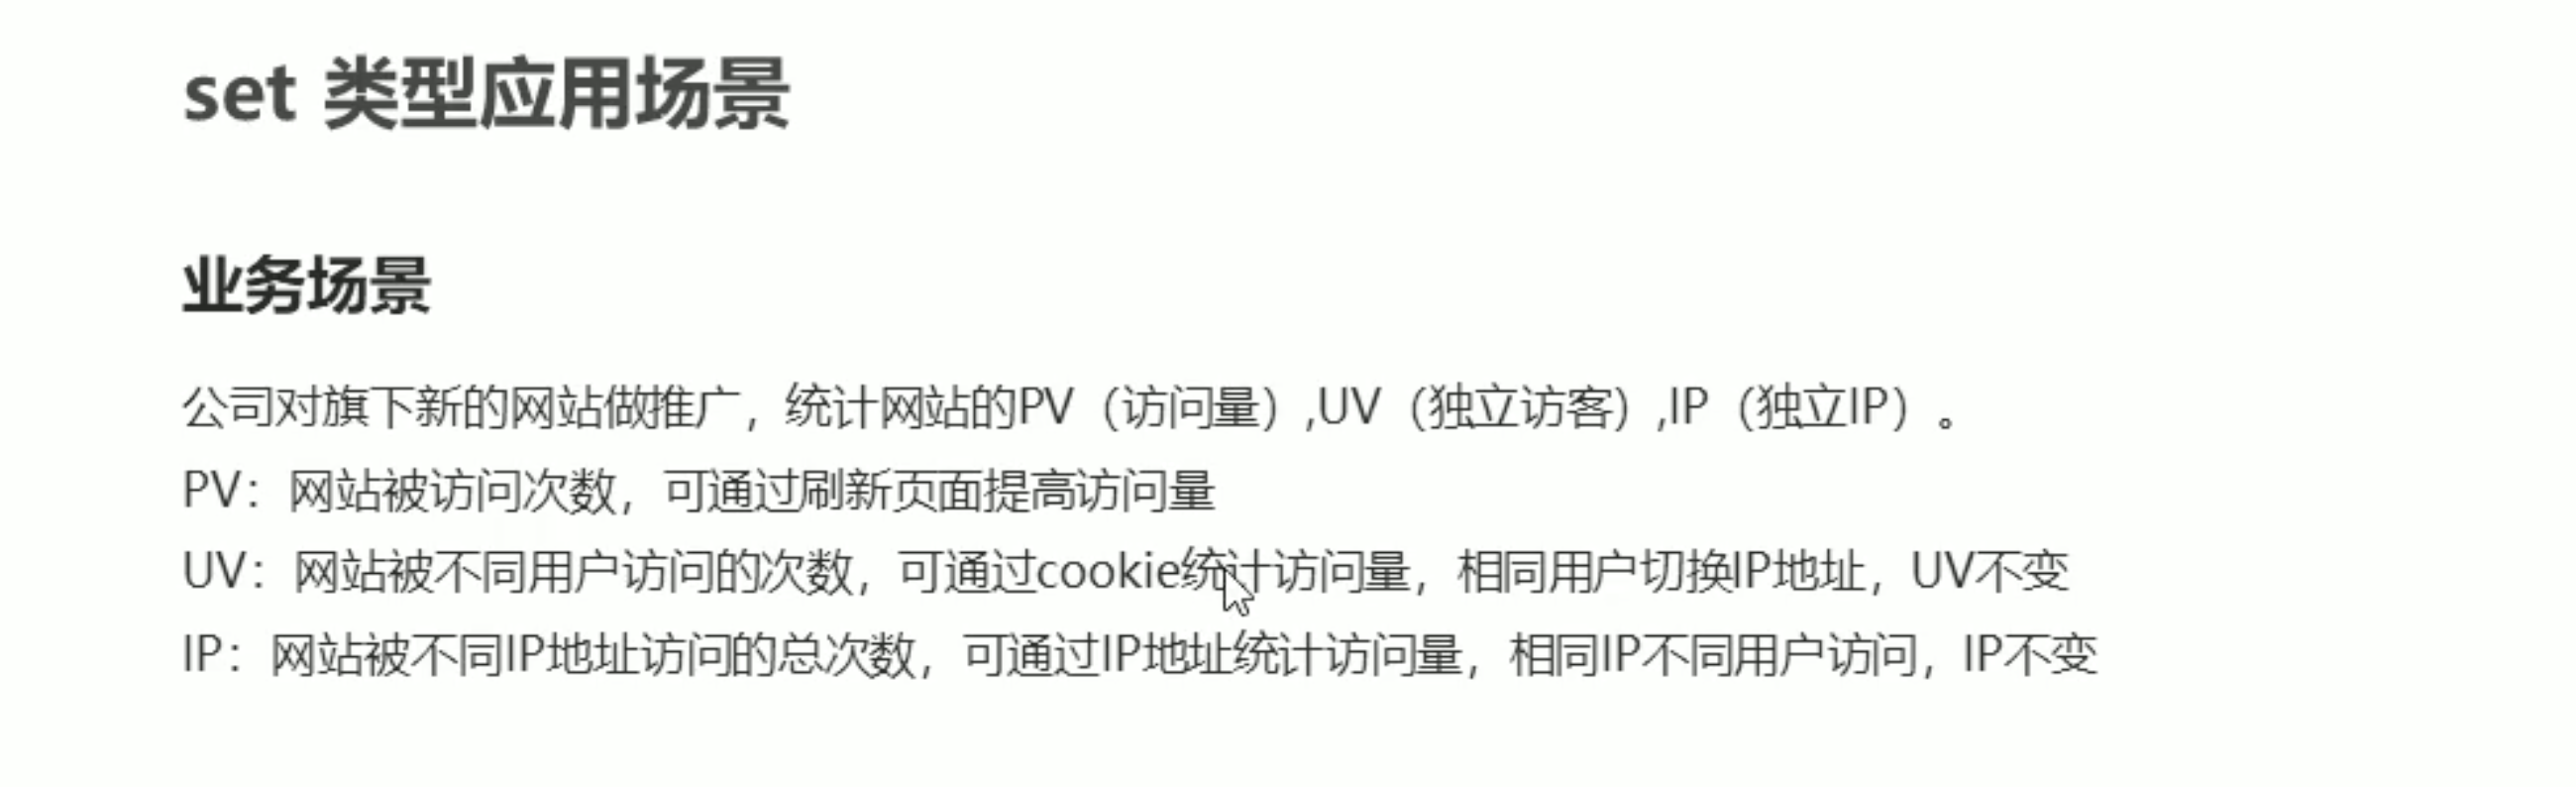 set 类型应用场景
业务场景
公司对旗下新的网站做推广，统计网站的PV（访问量）,UV（独立访客）,IP（独立IP）。
PV：网站被访问次数，可通过刷新页面提高访问量
UV：网站被不同用户访问的次数，可通过cookie统计访问量，相同用户切换IP地址，UV不变
IP：网站被不同IP地址访问的总次数，可通过IP地址统计访问量，相同IP不同用户访问，IP不变